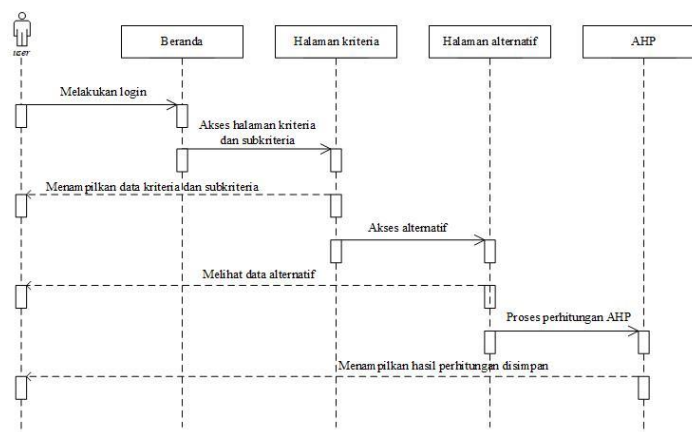 user
Beranda
Halaman kriteria
Halaman alternatif
AHP
Melakukan login
Akses halaman kriteria
dan subkriteria
Menampilkan data kriteria dan subkriteria
Akses alternatif
Melihat data alternatif
Proses perhitungan AHP
Menampilkan hasil perhitungan disimpan